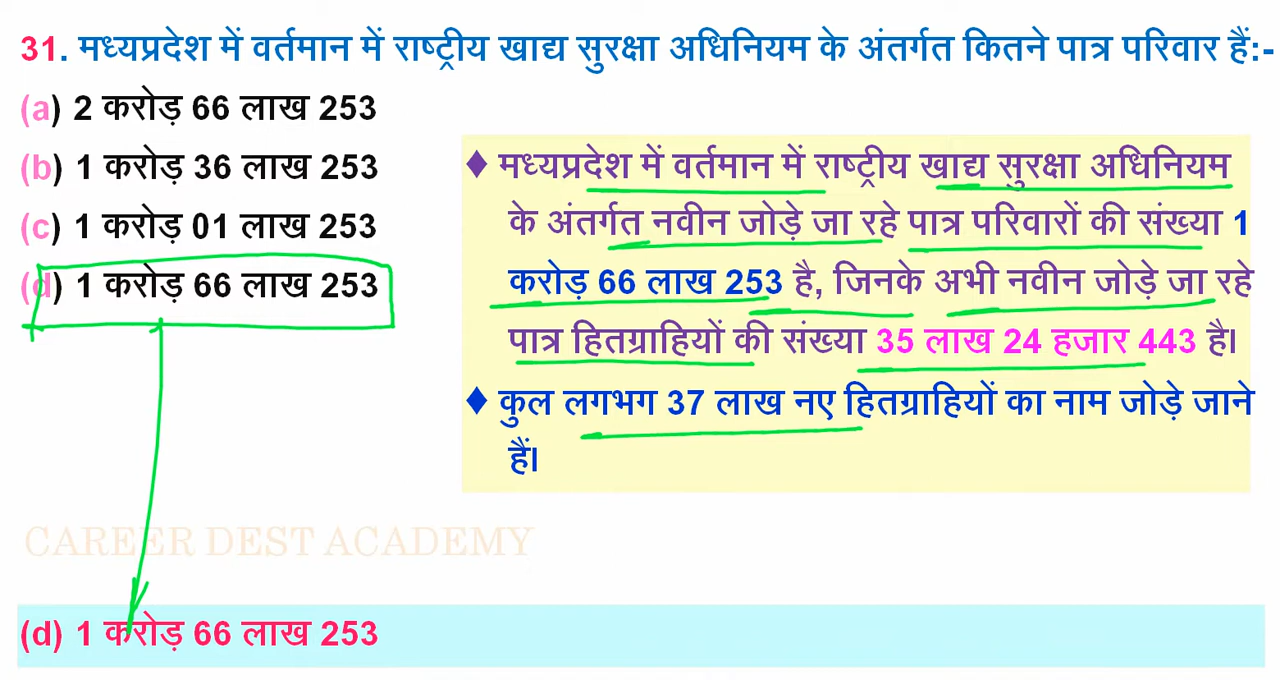 31. मध्यप्रदेश में वर्तमान में राष्ट्रीय खाद्य सुरक्षा अधिनियम के अंतर्गत कितने पात्र परिवार हैं:-
(a) 2 करोड़ 66 लाख 253
(b) 1 करोड़ 36 लाख 253
(c) 1 करोड़ 01 लाख 253
(d) 1 करोड़ 66 लाख 253
♦ मध्यप्रदेश में वर्तमान में राष्ट्रीय खाद्य सुरक्षा अधिनियम
के अंतर्गत नवीन जोड़े जा रहे पात्र परिवारों की संख्या 1
करोड़ 66 लाख 253 है, जिनके अभी नवीन जोड़े जा रहे
पात्र हितग्राहियों की संख्या 35 लाख 24 हजार 443 है।
♦ कुल लगभग 37 लाख नए हितग्राहियों का नाम जोड़े जाने
हैं।
CAREER DEST ACADEMY
(d) 1 करोड़ 66 लाख 253